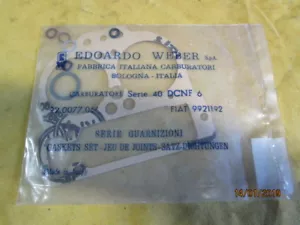 EDOARDO WEBER S.p.A.
FABBRICA ITALIANA CARBURATORI
BOLOGNA - ITALIA
CARBURATORE Serie 40 DCNF 6
FIAT 9921192
SERIE GUARNIZIONI
GASKETS SET - JEU DE JOINTS - SATZ DICHTUNGEN